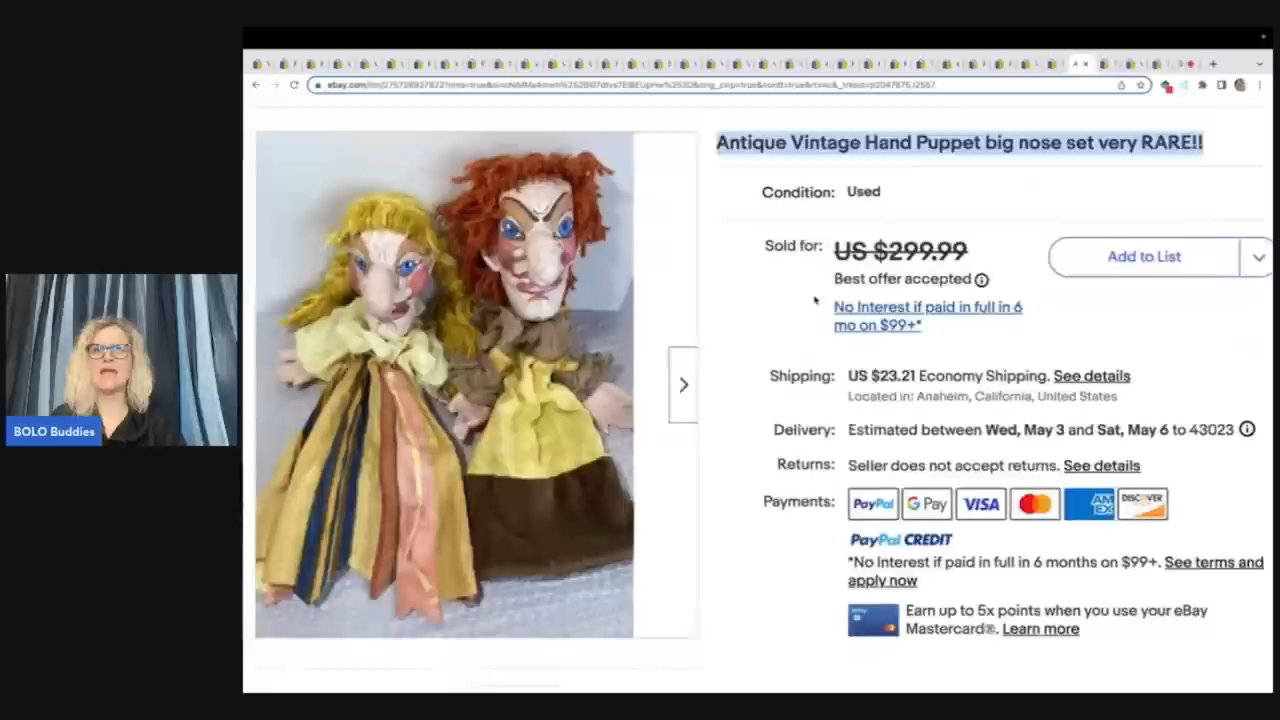 Antique Vintage Hand Puppet big nose set very RARE!!
Condition: Used
Sold for: US $299.99
Best offer accepted
Add to List
No Interest if paid in full in 6
mo on $99+*
Shipping: US $23.21 Economy Shipping. See details
Located in: Anaheim, California, United States
Delivery: Estimated between Wed, May 3 and Sat, May 6 to 43023
BOLO Buddies
Returns: Seller does not accept returns. See details
Payments: PayPal G Pay VISA AM EX DISCOVER
PayPal CREDIT
*No Interest if paid in full in 6 months on $99+. See terms and
apply now
Earn up to 5x points when you use your eBay
Mastercard®. Learn more